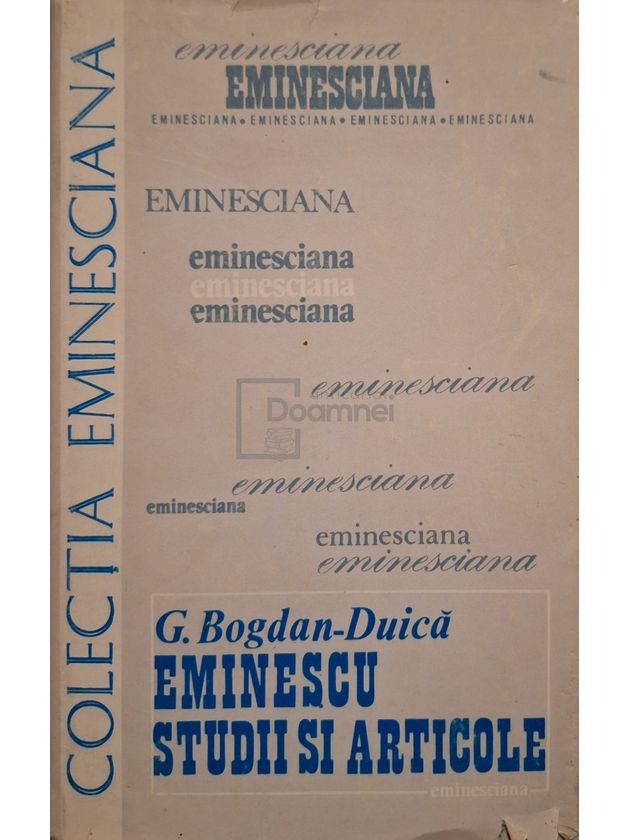 COLECȚIA EMINESCIANA
eminesciana
EMINESCIANA
EMINESCIANA • EMINESCIANA • EMINESCIANA • EMINESCIANA
EMINESCIANA
eminesciana
eminesciana
eminesciana
eminesciana
Doamnei
eminesciana
eminesciana
eminesciana
eminesciana
G. Bogdan-Duică
EMINESCU
STUDII SI ARTICOLE
eminesciana